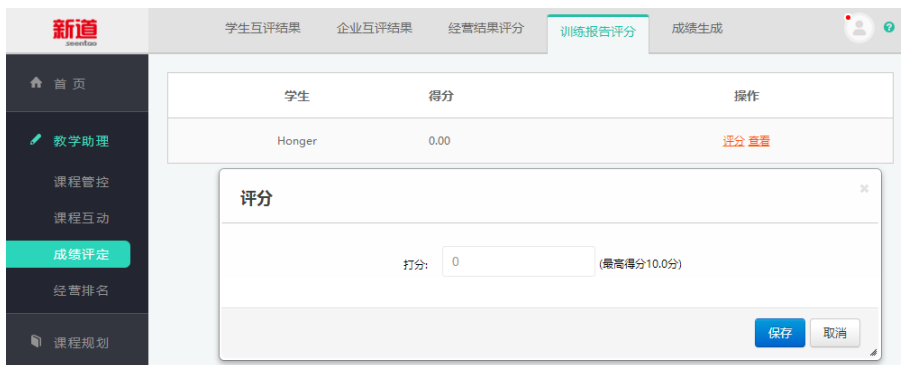 新道
seentao
学生互评结果 企业互评结果 经营结果评分 训练报告评分 成绩生成
首页
教学助理
课程管控
课程互动
成绩评定
经营排名
课程规划
学生 得分 操作
Honger 0.00 评分 查看
评分
打分: 0 (最高得分10.0分)
保存 取消